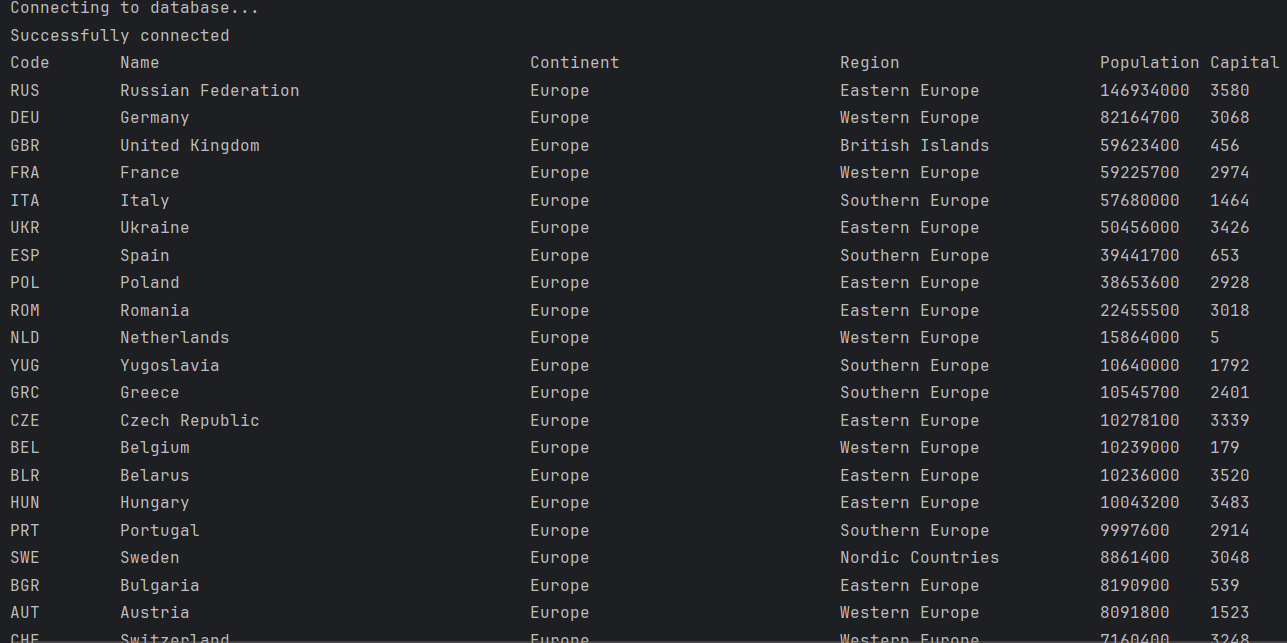 Connecting to database...
Successfully connected
Code Name Continent Region Population Capital
RUS Russian Federation Europe Eastern Europe 146934000 3580
DEU Germany Europe Western Europe 82164700 3068
GBR United Kingdom Europe British Islands 59623400 456
FRA France Europe Western Europe 59225700 2974
ITA Italy Europe Southern Europe 57680000 1464
UKR Ukraine Europe Eastern Europe 50456000 3426
ESP Spain Europe Southern Europe 39441700 653
POL Poland Europe Eastern Europe 38653600 2928
ROM Romania Europe Eastern Europe 22455500 3018
NLD Netherlands Europe Western Europe 15864000 5
YUG Yugoslavia Europe Southern Europe 10640000 1792
GRC Greece Europe Southern Europe 10545700 2401
CZE Czech Republic Europe Eastern Europe 10278100 3339
BEL Belgium Europe Western Europe 10239000 179
BLR Belarus Europe Eastern Europe 10236000 3520
HUN Hungary Europe Eastern Europe 10043200 3483
PRT Portugal Europe Southern Europe 9997600 2914
SWE Sweden Europe Nordic Countries 8861400 3048
BGR Bulgaria Europe Eastern Europe 8190900 539
AUT Austria Europe Western Europe 8091800 1523
CHE Switzerland Europe Western Europe 7160400 3248